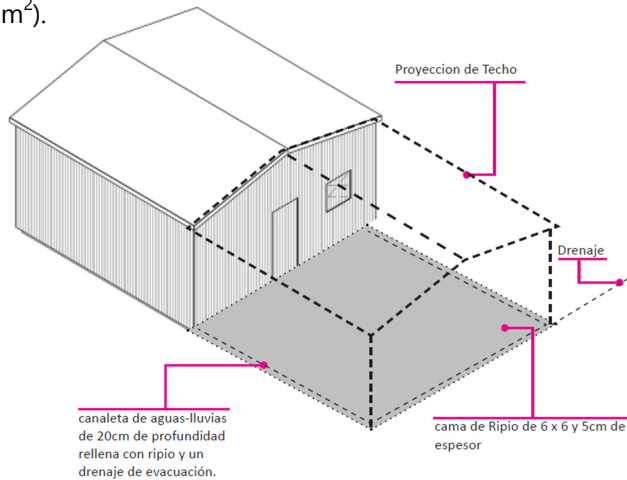 m²).
Proyeccion de Techo
Drenaje
canaleta de aguas-lluvias
de 20cm de profundidad
rellena con ripio y un
drenaje de evacuación.
cama de Ripio de 6 x 6 y 5cm de
espesor